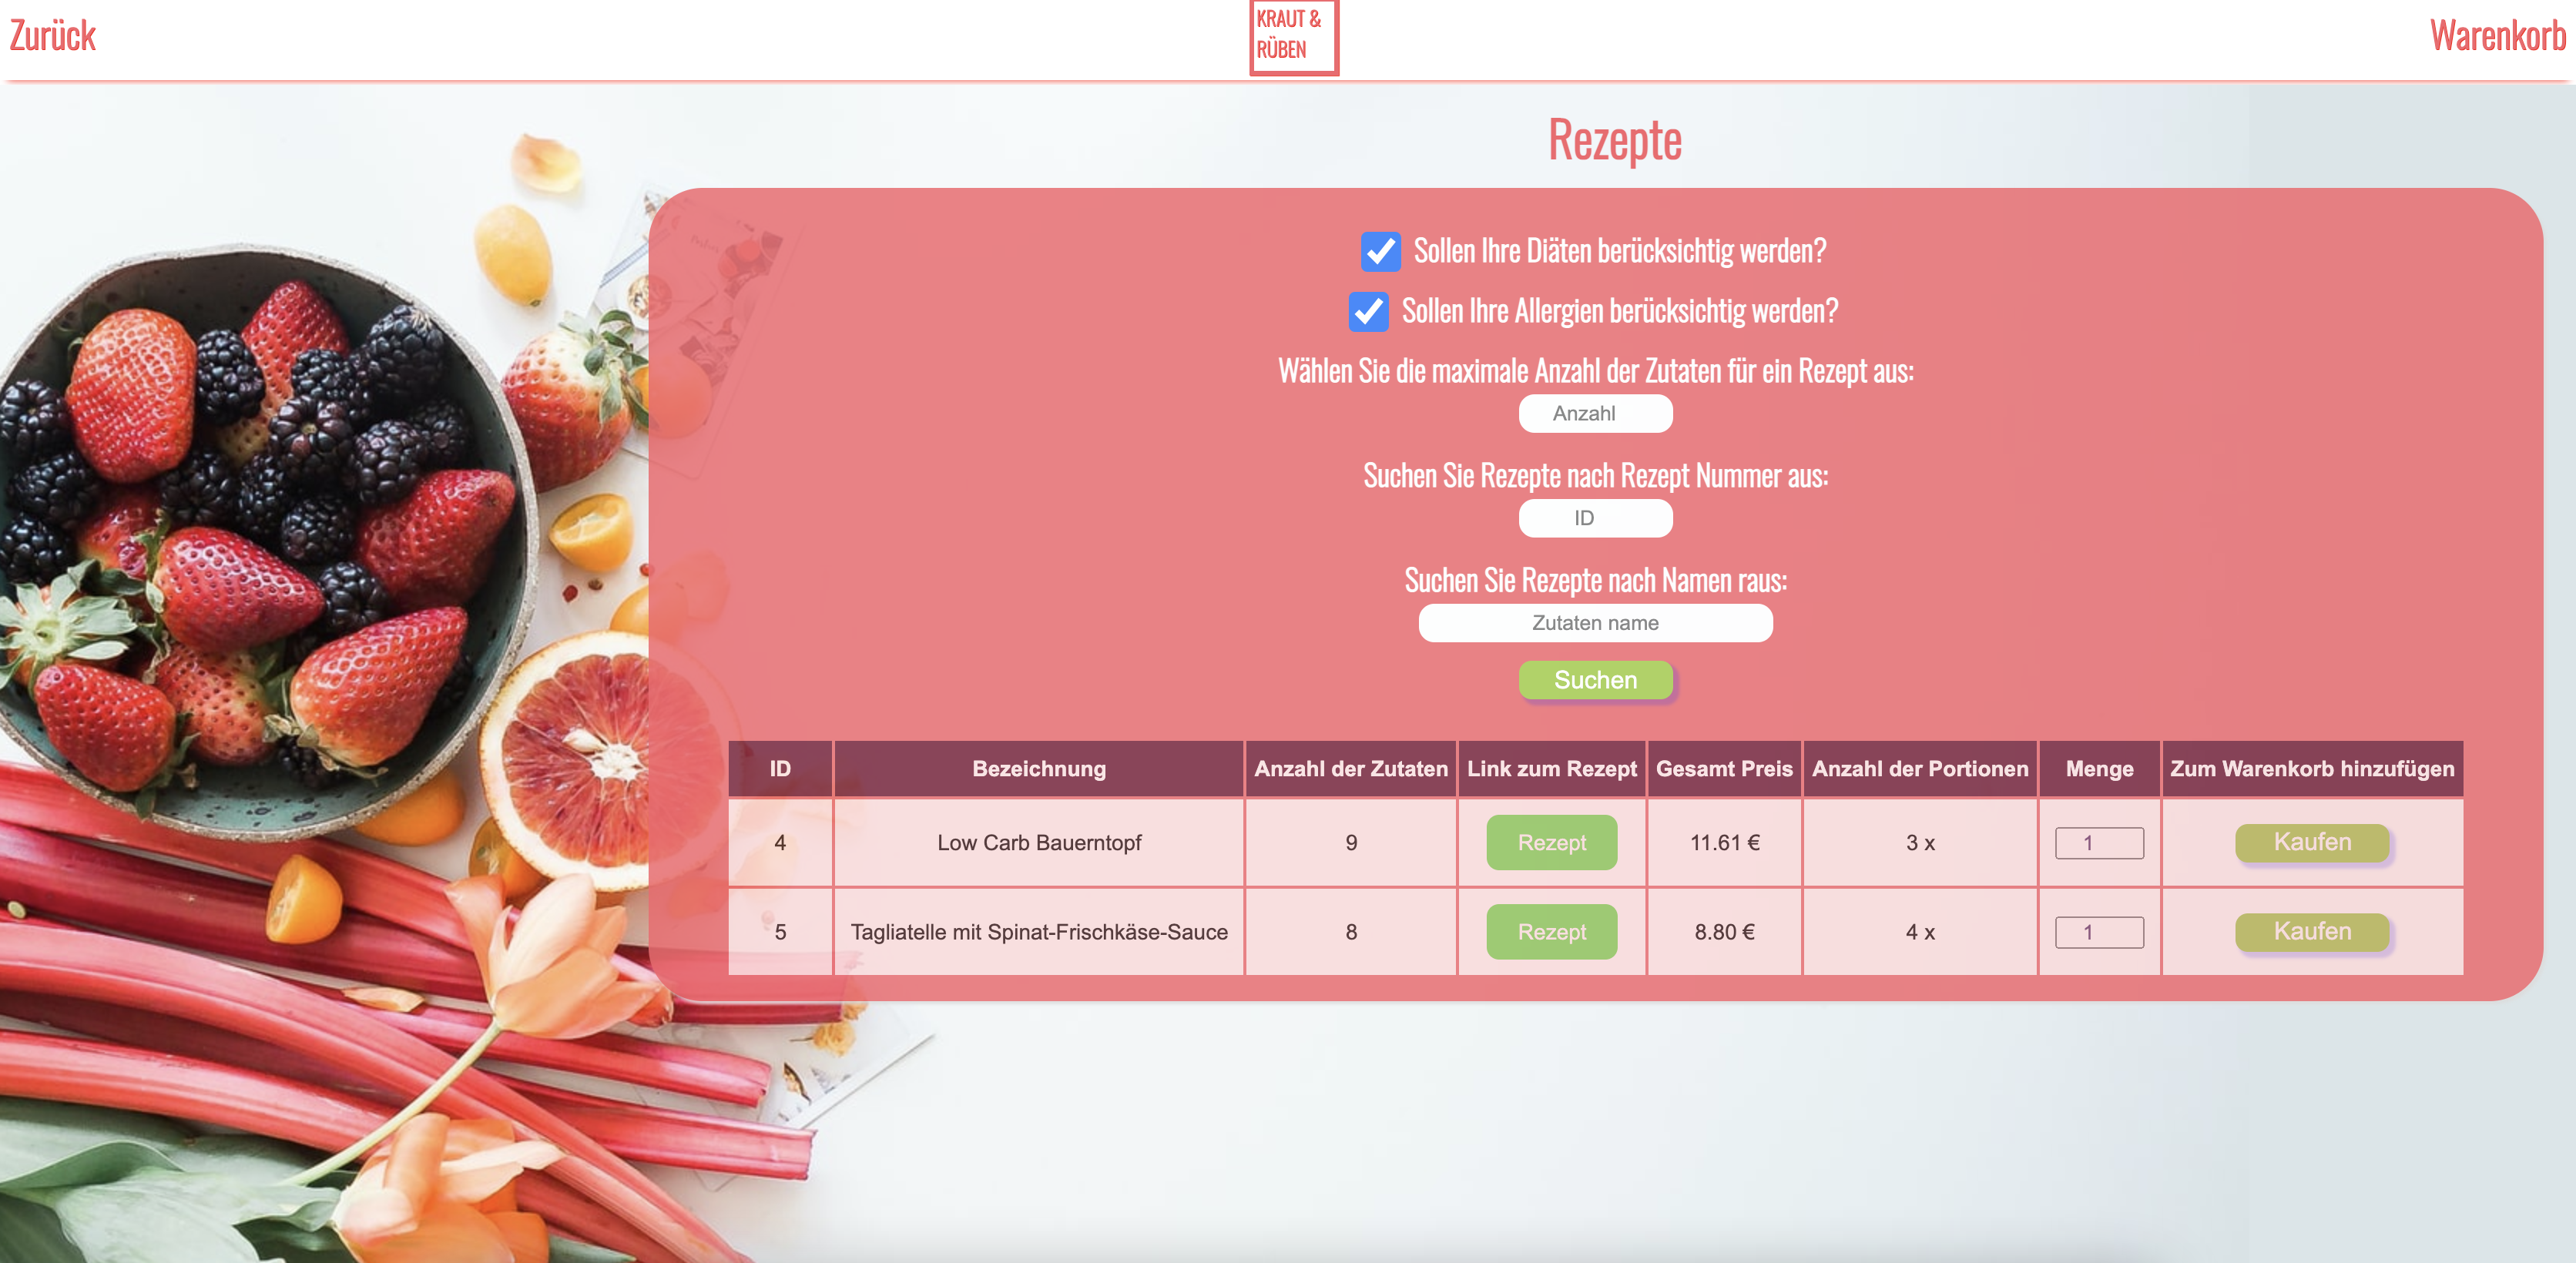 Zurück
KRAUT &
RÜBEN
Warenkorb
Rezepte
Sollen Ihre Diäten berücksichtig werden?
Sollen Ihre Allergien berücksichtig werden?
Wählen Sie die maximale Anzahl der Zutaten für ein Rezept aus:
Anzahl
Suchen Sie Rezepte nach Rezept Nummer aus:
ID
Suchen Sie Rezepte nach Namen raus:
Zutaten name
Suchen
ID Bezeichnung Anzahl der Zutaten Link zum Rezept Gesamt Preis Anzahl der Portionen Menge Zum Warenkorb hinzufügen
4 Low Carb Bauerntopf 9 Rezept 11.61 € 3 x 1 Kaufen
5 Tagliatelle mit Spinat-Frischkäse-Sauce 8 Rezept 8.80 € 4 x 1 Kaufen